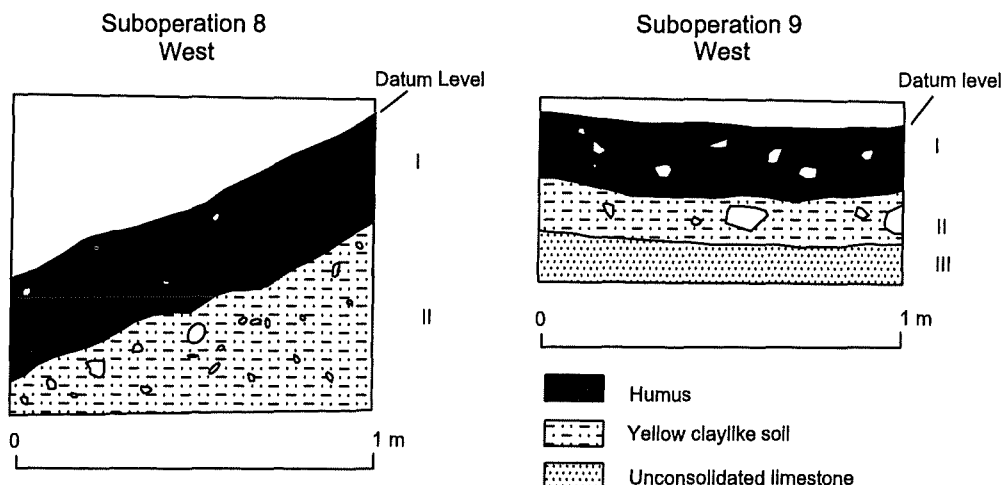 Suboperation 8
West
Datum Level
I
II
0
1 m
Suboperation 9
West
Datum level
I
II
III
0
1 m
Humus
Yellow claylike soil
Unconsolidated limestone